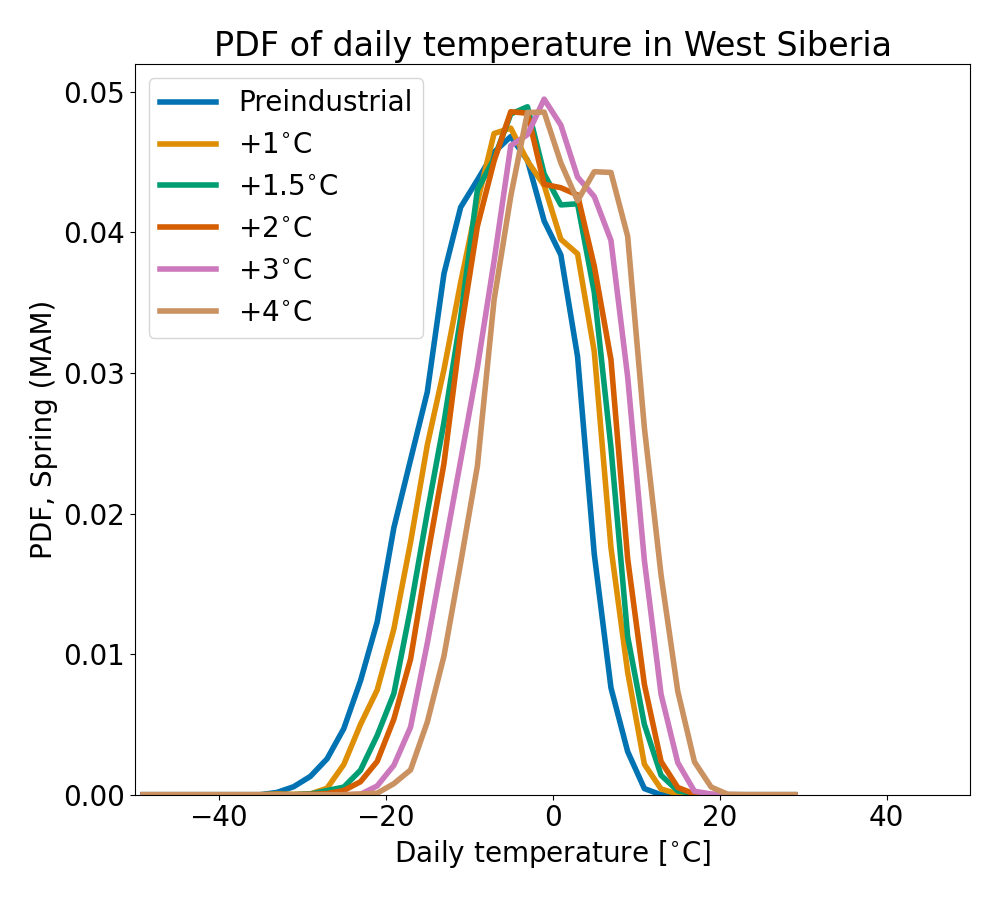 PDF of daily temperature in West Siberia
Preindustrial
+1°C
+1.5°C
+2°C
+3°C
+4°C
PDF, Spring (MAM)
0.05
0.04
0.03
0.02
0.01
0.00
−40
−20
0
20
40
Daily temperature [°C]